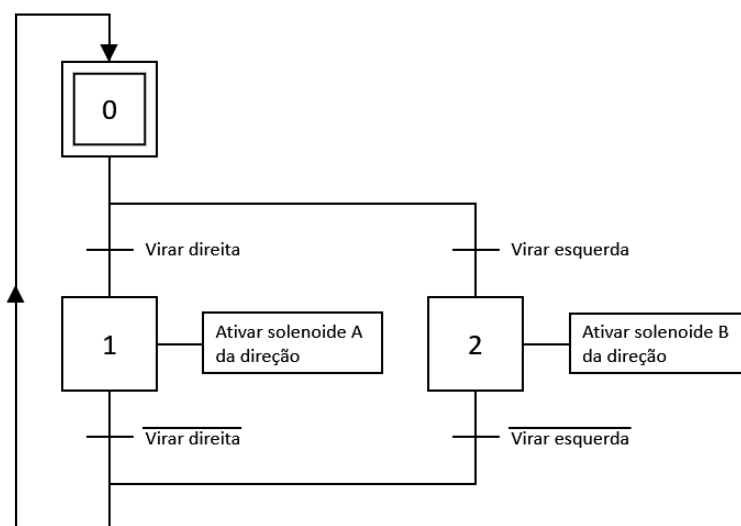 0
Virar direita
Virar esquerda
1
Ativar solenoide A
da direção
2
Ativar solenoide B
da direção
Virar direita
Virar esquerda